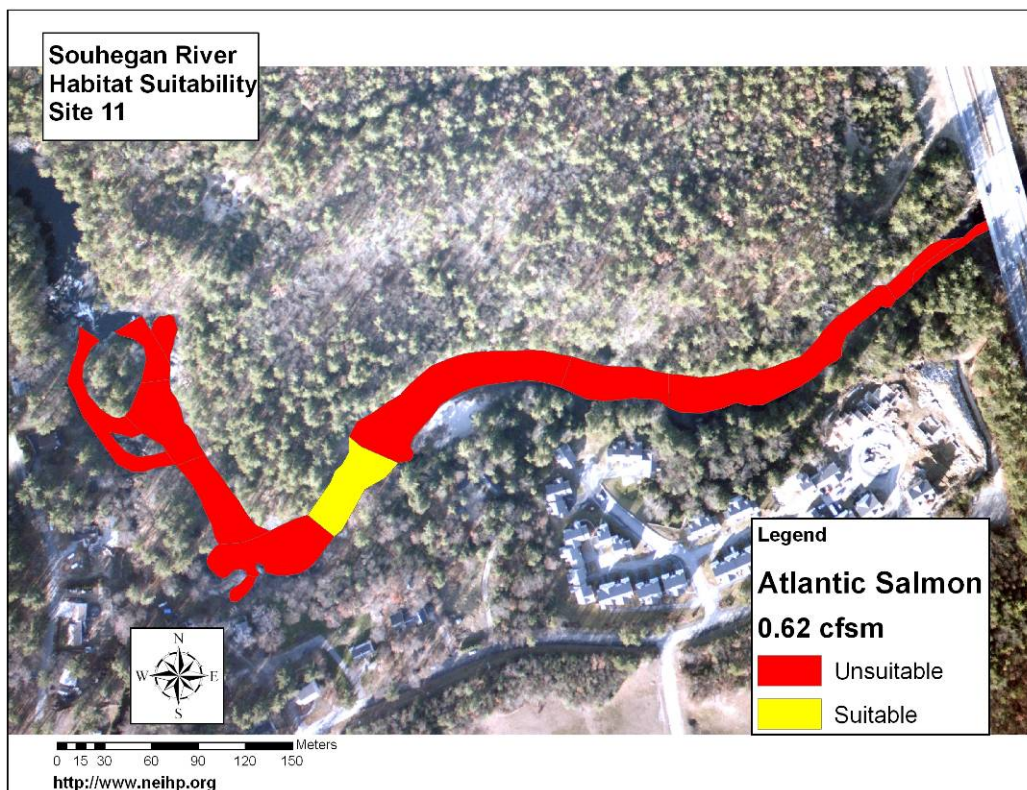 Souhegan River
Habitat Suitability
Site 11
Legend
Atlantic Salmon
0.62 cfsm
Unsuitable
Suitable
N
W E
S
Meters
0 15 30 60 90 120 150
http://www.neihp.org